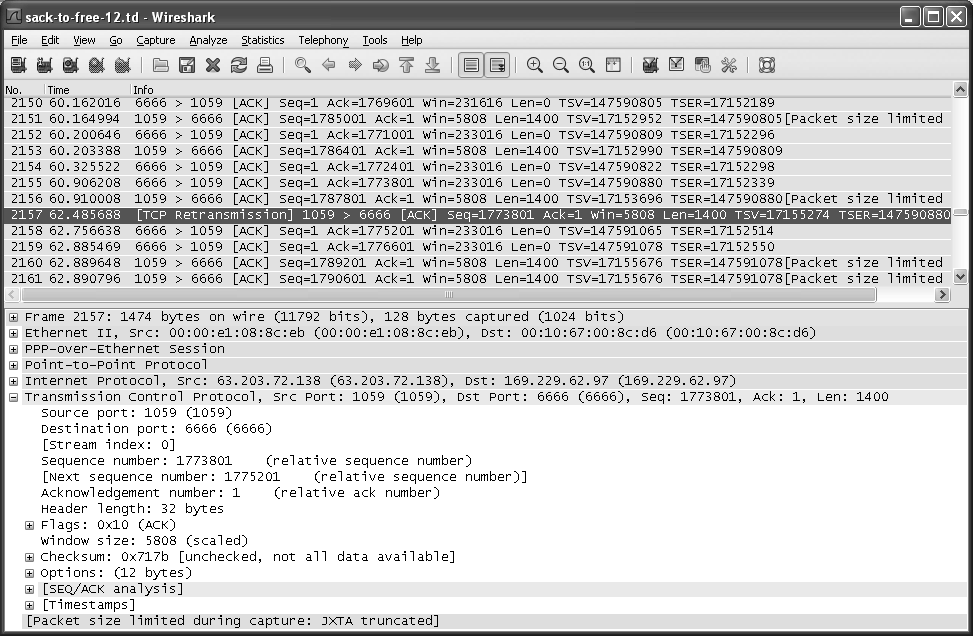 sack-to-free-12.td - Wireshark
File Edit View Go Capture Analyze Statistics Telephony Tools Help
No. Time Info
2150 60.162016 6666 > 1059 [ACK] Seq=1 Ack=1769601 Win=231616 Len=0 TSV=147590805 TSER=17152189
2151 60.164994 1059 > 6666 [ACK] Seq=1785001 Ack=1 Win=5808 Len=1400 TSV=17152952 TSER=147590805[Packet size limited
2152 60.200646 6666 > 1059 [ACK] Seq=1 Ack=1771001 Win=233016 Len=0 TSV=147590809 TSER=17152296
2153 60.203388 1059 > 6666 [ACK] Seq=1786401 Ack=1 Win=5808 Len=1400 TSV=17152990 TSER=147590809
2154 60.325522 6666 > 1059 [ACK] Seq=1 Ack=1772401 Win=233016 Len=0 TSV=147590822 TSER=17152298
2155 60.906208 6666 > 1059 [ACK] Seq=1 Ack=1773801 Win=233016 Len=0 TSV=147590880 TSER=17152339
2156 60.910008 1059 > 6666 [ACK] Seq=1787801 Ack=1 Win=5808 Len=1400 TSV=17153696 TSER=147590880[Packet size limited
2157 62.485688 [TCP Retransmission] 1059 > 6666 [ACK] Seq=1773801 Ack=1 Win=5808 Len=1400 TSV=17155274 TSER=147590880
2158 62.756638 6666 > 1059 [ACK] Seq=1 Ack=1775201 Win=233016 Len=0 TSV=147591065 TSER=17152514
2159 62.885469 6666 > 1059 [ACK] Seq=1 Ack=1776601 Win=233016 Len=0 TSV=147591078 TSER=17152550
2160 62.889648 1059 > 6666 [ACK] Seq=1789201 Ack=1 Win=5808 Len=1400 TSV=17155676 TSER=147591078[Packet size limited
2161 62.890796 1059 > 6666 [ACK] Seq=1790601 Ack=1 Win=5808 Len=1400 TSV=17155676 TSER=147591078[Packet size limited
Frame 2157: 1474 bytes on wire (11792 bits), 128 bytes captured (1024 bits)
Ethernet II, Src: 00:00:e1:08:8c:eb (00:00:e1:08:8c:eb), Dst: 00:10:67:00:8c:d6 (00:10:67:00:8c:d6)
PPP-over-Ethernet Session
Point-to-Point Protocol
Internet Protocol, Src: 63.203.72.138 (63.203.72.138), Dst: 169.229.62.97 (169.229.62.97)
Transmission Control Protocol, Src Port: 1059 (1059), Dst Port: 6666 (6666), Seq: 1773801, Ack: 1, Len: 1400
Source port: 1059 (1059)
Destination port: 6666 (6666)
[Stream index: 0]
Sequence number: 1773801 (relative sequence number)
[Next sequence number: 1775201 (relative sequence number)]
Acknowledgement number: 1 (relative ack number)
Header length: 32 bytes
Flags: 0x10 (ACK)
Window size: 5808 (scaled)
Checksum: 0x717b [unchecked, not all data available]
Options: (12 bytes)
[SEQ/ACK analysis]
[Timestamps]
[Packet size limited during capture: JXTA truncated]